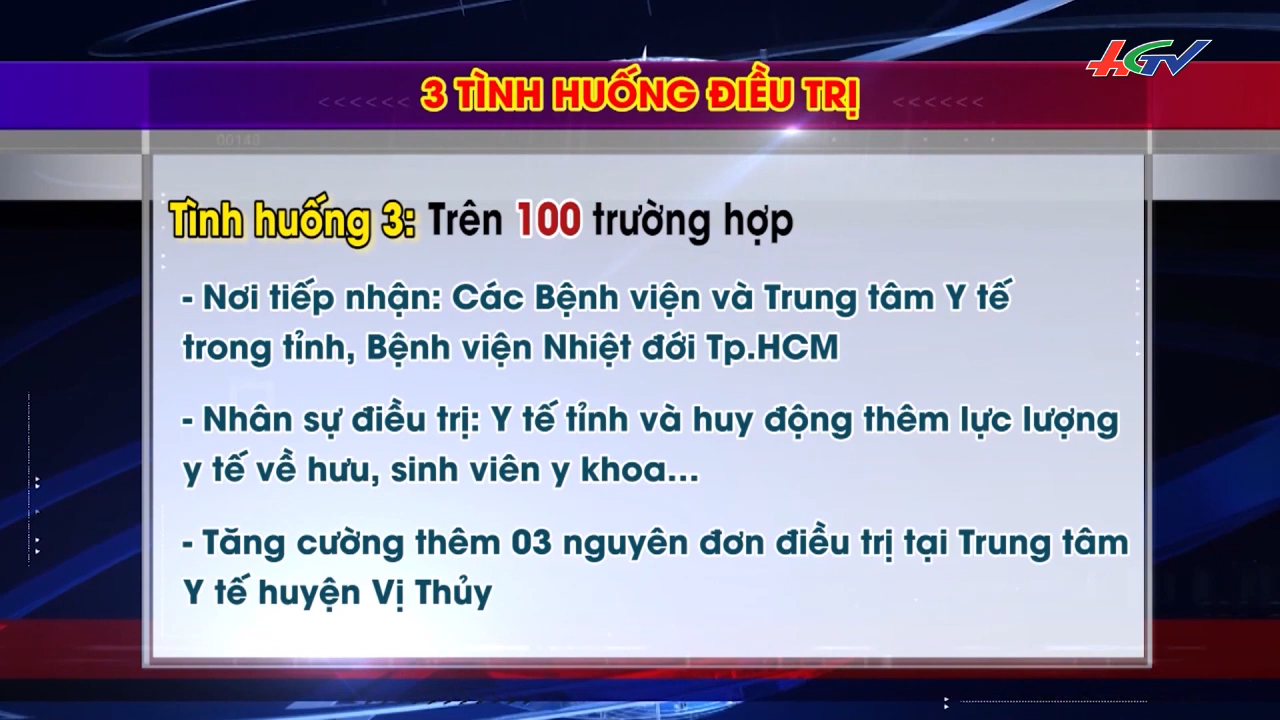 HGTV
<<<<<< 3 TÌNH HUỐNG ĐIỀU TRỊ <<<<<<
00140
Tình huống 3: Trên 100 trường hợp
- Nơi tiếp nhận: Các Bệnh viện và Trung tâm Y tế
trong tỉnh, Bệnh viện Nhiệt đới Tp.HCM
- Nhân sự điều trị: Y tế tỉnh và huy động thêm lực lượng
y tế về hưu, sinh viên y khoa...
- Tăng cường thêm 03 nguyên đơn điều trị tại Trung tâm
Y tế huyện Vị Thủy